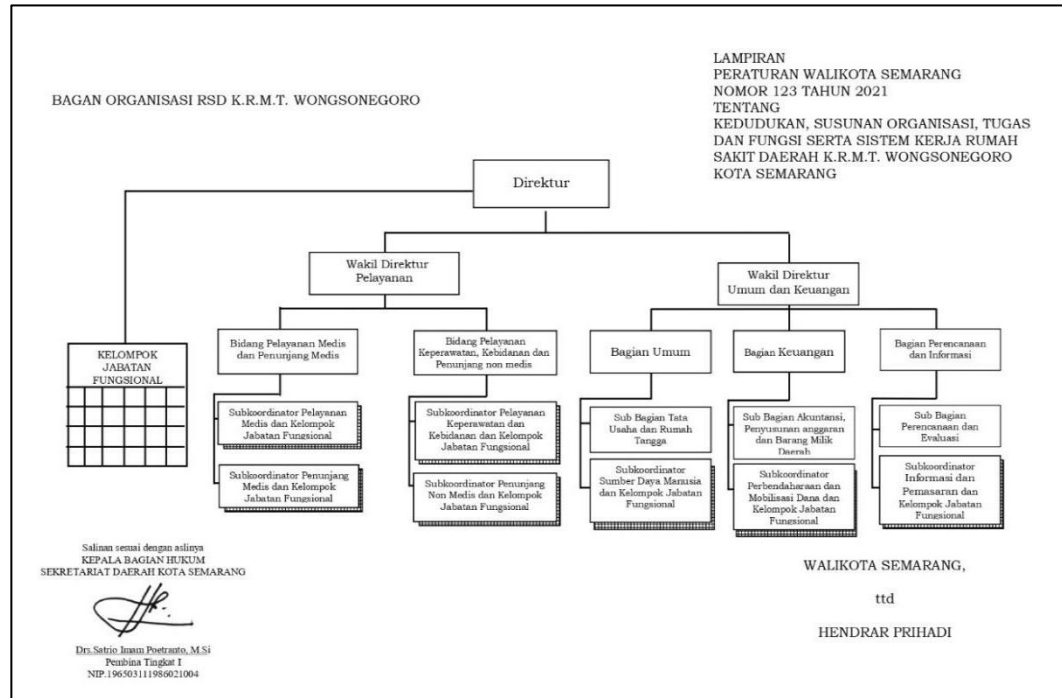 LAMPIRAN
PERATURAN WALIKOTA SEMARANG
NOMOR 123 TAHUN 2021
TENTANG
KEDUDUKAN, SUSUNAN ORGANISASI, TUGAS
DAN FUNGSI SERTA SISTEM KERJA RUMAH
SAKIT DAERAH K.R.M.T. WONGSONEGORO
KOTA SEMARANG
BAGAN ORGANISASI RSD K.R.M.T. WONGSONEGORO
Direktur
Wakil Direktur
Pelayanan
Wakil Direktur
Umum dan Keuangan
KELOMPOK
JABATAN
FUNGSIONAL
Bidang Pelayanan Medis
dan Penunjang Medis
Bidang Pelayanan
Keperawatan, Kebidanan dan
Penunjang non medis
Bagian Umum
Bagian Keuangan
Bagian Perencanaan
dan Informasi
Subkoordinator Pelayanan
Medis dan Kelompok
Jabatan Fungsional
Subkoordinator Pelayanan
Keperawatan dan
Kebidanan dan Kelompok
Jabatan Fungsional
Sub Bagian Tata
Usaha dan Rumah
Tangga
Sub Bagian Akuntansi,
Penyusunan anggaran
dan Barang Milik
Daerah
Sub Bagian
Perencanaan dan
Evaluasi
Subkoordinator Penunjang
Medis dan Kelompok
Jabatan Fungsional
Subkoordinator Penunjang
Non Medis dan Kelompok
Jabatan Fungsional
Subkoordinator
Sumber Daya Manusia
dan Kelompok Jabatan
Fungsional
Subkoordinator
Perbendaharaan dan
Mobilisasi Dana dan
Kelompok Jabatan
Fungsional
Subkoordinator
Informasi dan
Pemasaran dan
Kelompok Jabatan
Fungsional
Salinan sesuai dengan aslinya
KEPALA BAGIAN HUKUM
SEKRETARIAT DAERAH KOTA SEMARANG
Drs.Satrio Imam Poetranto, M.Si
Pembina Tingkat I
NIP.196503111986021004
WALIKOTA SEMARANG,
ttd
HENDRAR PRIHADI